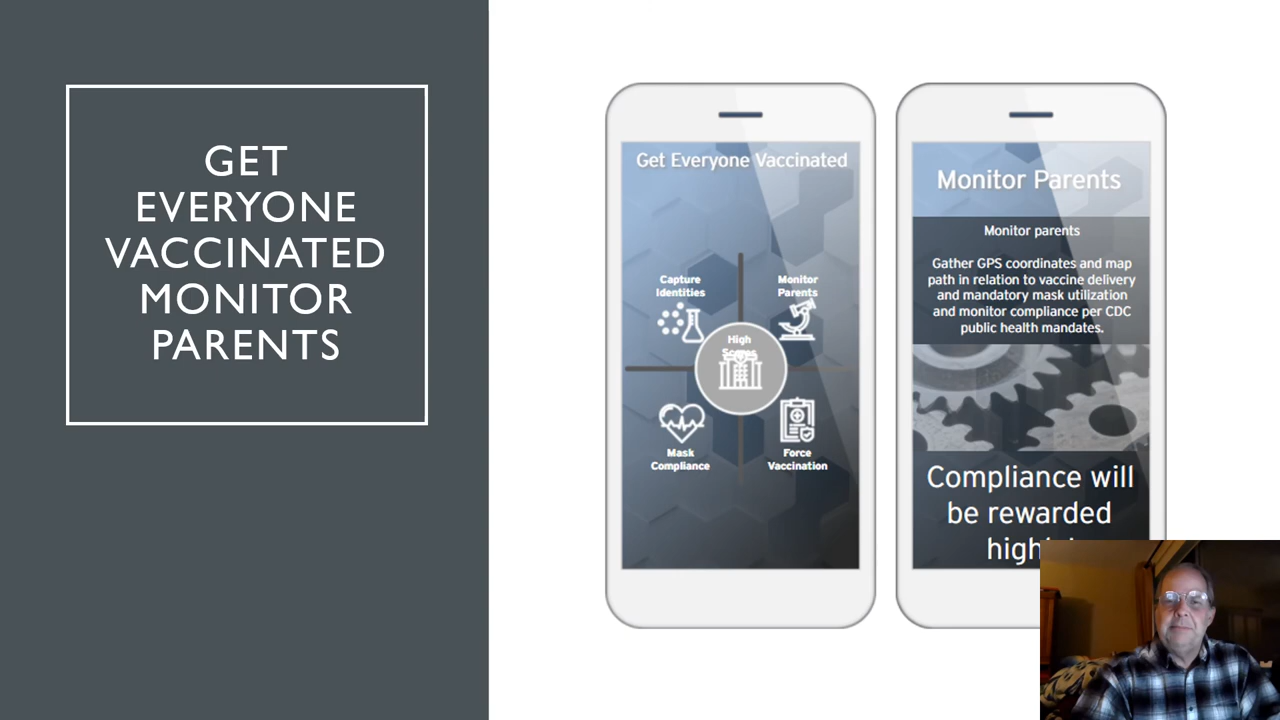 GET
EVERYONE
VACCINATED
MONITOR
PARENTS
Get Everyone Vaccinated
Capture
Identities
Monitor
Parents
High
Mask
Compliance
Force
Vaccination
Monitor Parents
Monitor parents
Gather GPS coordinates and map
path in relation to vaccine delivery
and mandatory mask utilization
and monitor compliance per CDC
public health mandates.
Compliance will
be rewarded